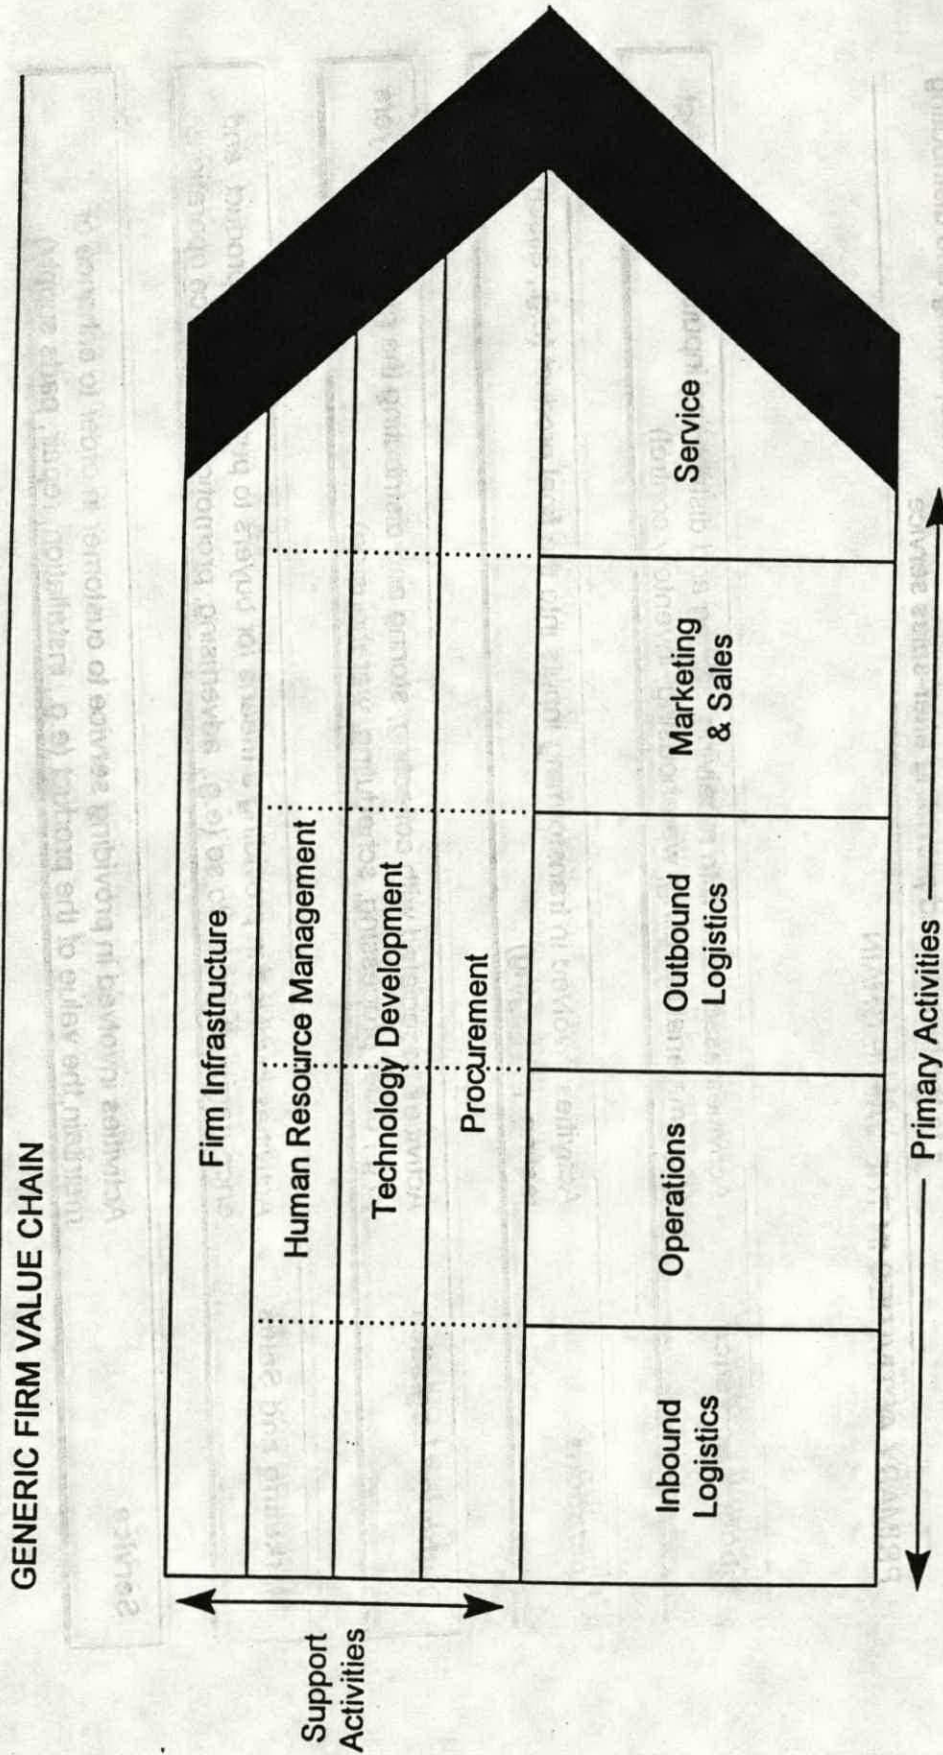 GENERIC FIRM VALUE CHAIN
Support
Activities
Firm Infrastructure
Human Resource Management
Technology Development
Procurement
Inbound
Logistics
Operations
Outbound
Logistics
Marketing
& Sales
Service
Primary Activities